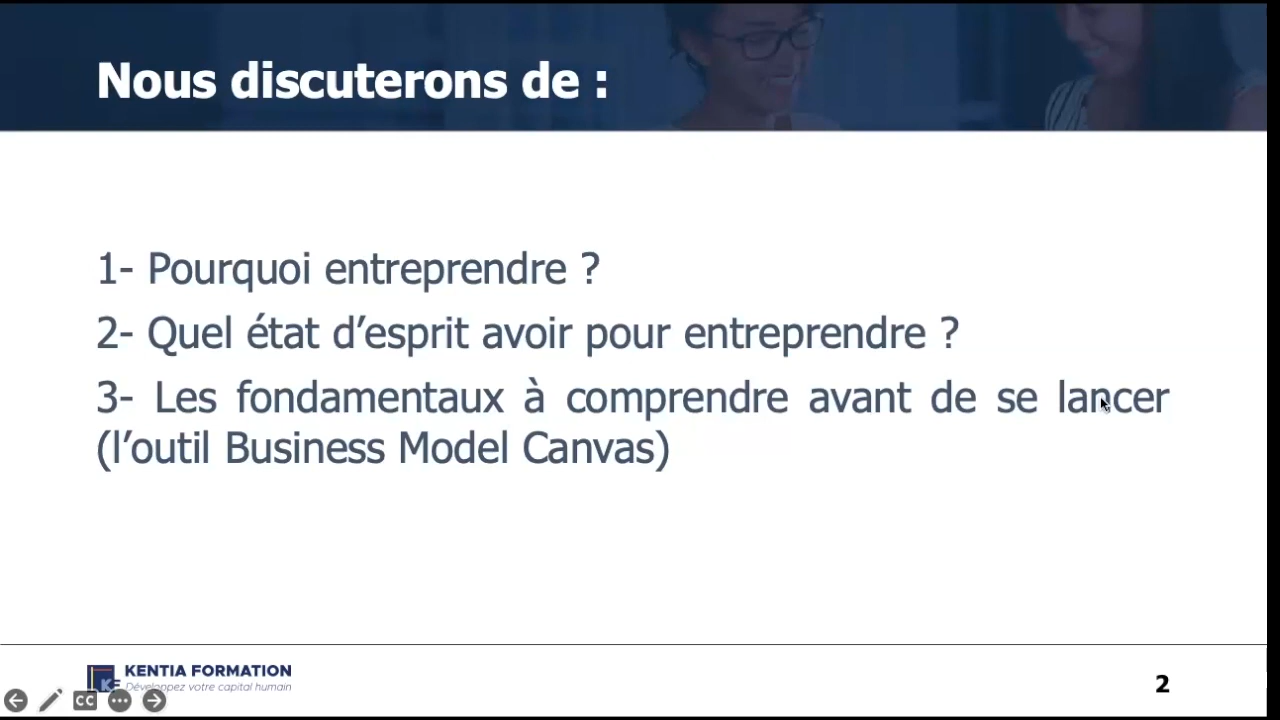 Nous discuterons de :
1- Pourquoi entreprendre ?
2- Quel état d’esprit avoir pour entreprendre ?
3- Les fondamentaux à comprendre avant de se lancer
(l’outil Business Model Canvas)
KENTIA FORMATION
Développez votre capital humain
CC
2